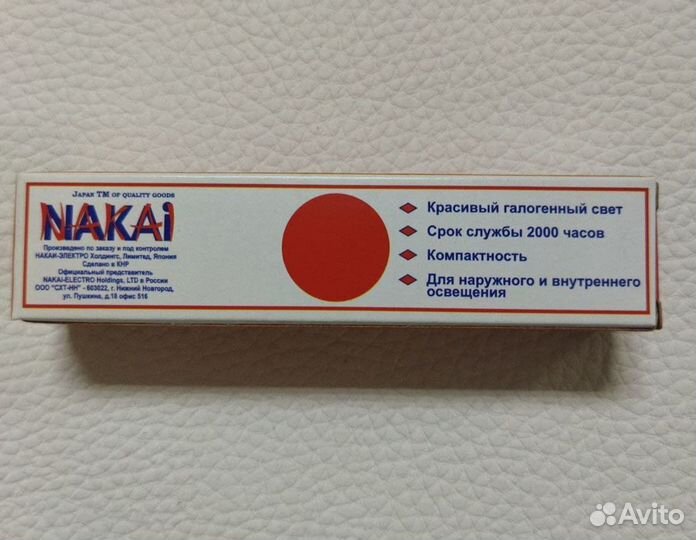 JAPAN TM OF QUALITY GOODS
NAKAi
Произведено по заказу и под контролем
НАКАИ-ЭЛЕКТРО Холдингс, Лимитед, Япония
Сделано в КНР
Официальный представитель
NAKAI-ELECTRO Holdings, LTD в России
ООО "СХТ-НН" - 603022, г. Нижний Новгород,
ул. Пушкина, д.18 офис 516
Красивый галогенный свет
Срок службы 2000 часов
Компактность
Для наружного и внутреннего
освещения
Avito